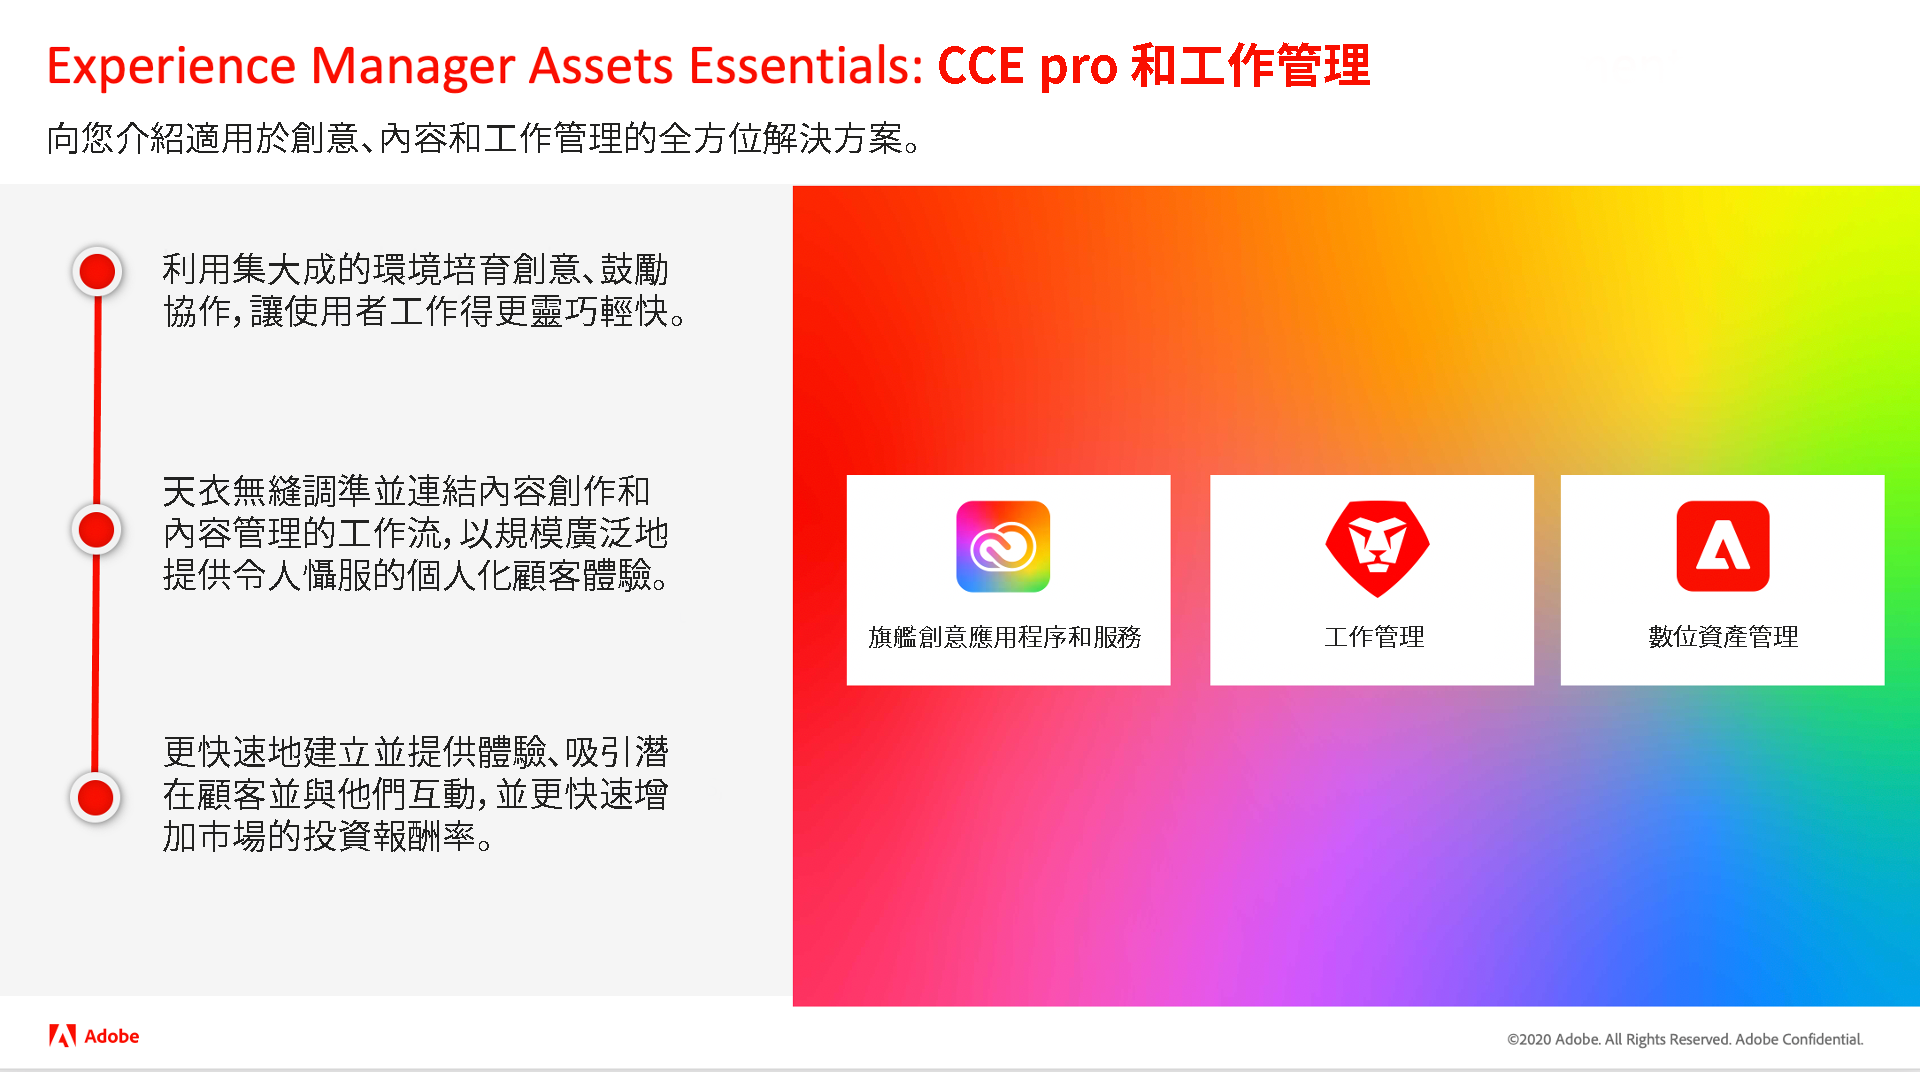 Experience Manager Assets Essentials: CCE pro 和工作管理
向您介紹適用於創意、內容和工作管理的全方位解決方案。
利用集大成的環境培育創意、鼓勵
協作，讓使用者工作得更靈巧輕快。
天衣無縫調準並連結內容創作和
內容管理的工作流，以規模廣泛地
提供令人懾服的個人化顧客體驗。
更快速地建立並提供體驗、吸引潛
在顧客並與他們互動，並更快速增
加市場的投資報酬率。
旗艦創意應用程序和服務
工作管理
數位資產管理
Adobe
©2020 Adobe. All Rights Reserved. Adobe Confidential.